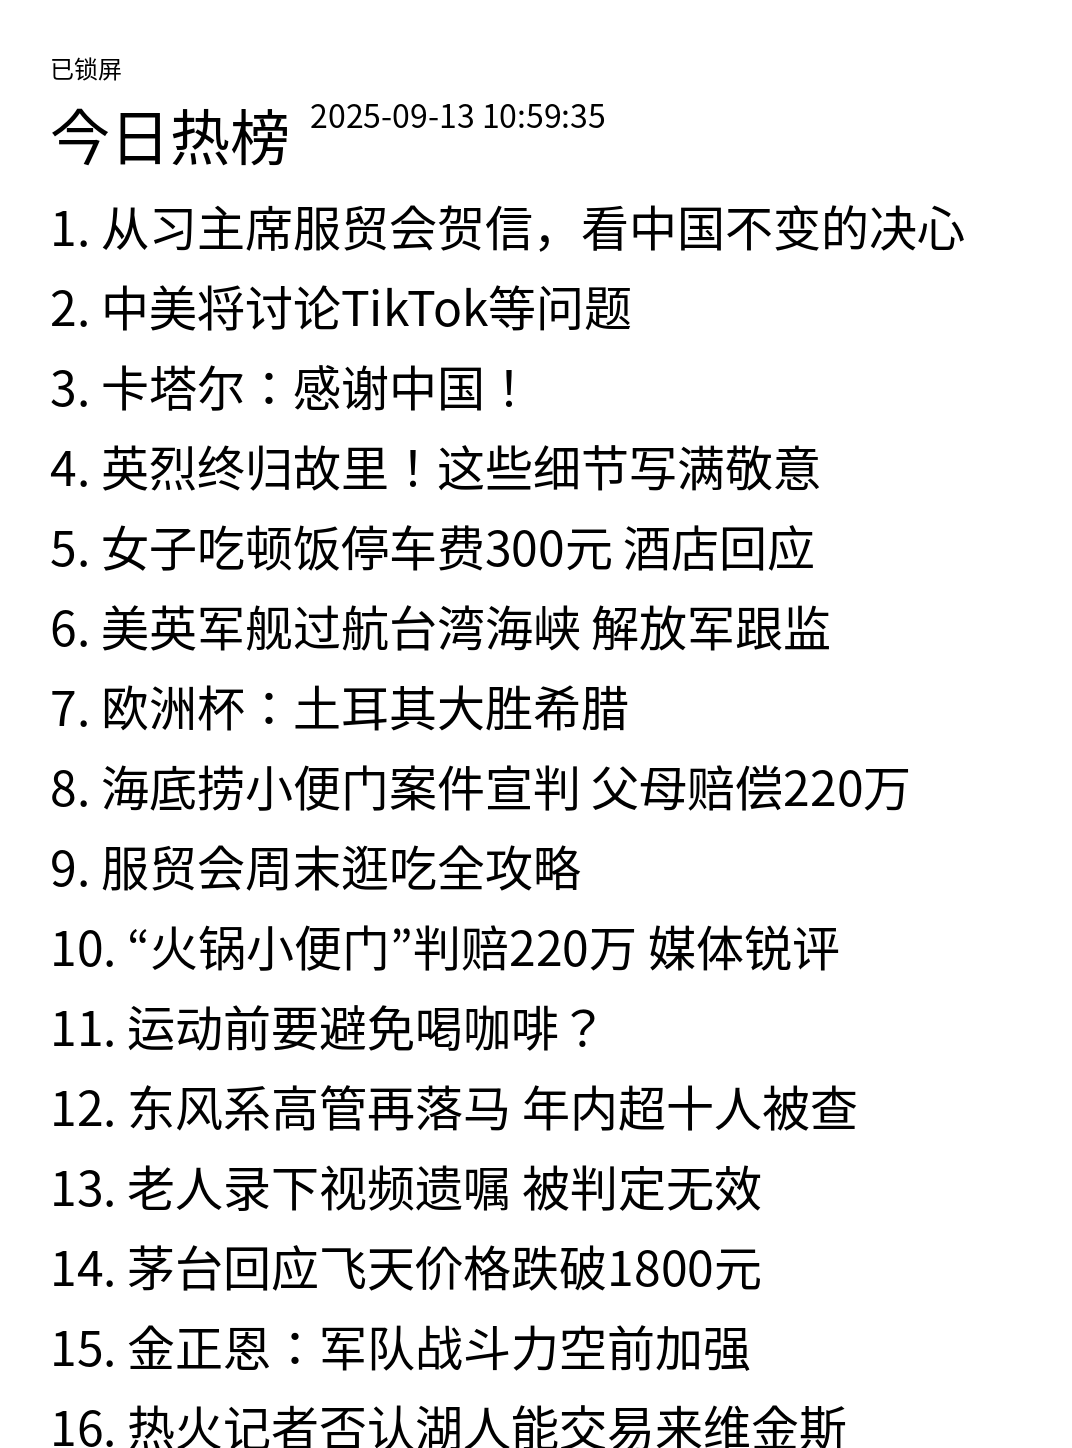 已锁屏
今日热榜 2025-09-13 10:59:35
1. 从习主席服贸会贺信，看中国不变的决心
2. 中美将讨论TikTok等问题
3. 卡塔尔：感谢中国！
4. 英烈终归故里！这些细节写满敬意
5. 女子吃顿饭停车费300元 酒店回应
6. 美英军舰过航台湾海峡 解放军跟监
7. 欧洲杯：土耳其大胜希腊
8. 海底捞小便门案件宣判 父母赔偿220万
9. 服贸会周末逛吃全攻略
10. “火锅小便门”判赔220万 媒体锐评
11. 运动前要避免喝咖啡？
12. 东风系高管再落马 年内超十人被查
13. 老人录下视频遗嘱 被判定无效
14. 茅台回应飞天价格跌破1800元
15. 金正恩：军队战斗力空前加强
16. 热火记者否认湖人能交易来维金斯